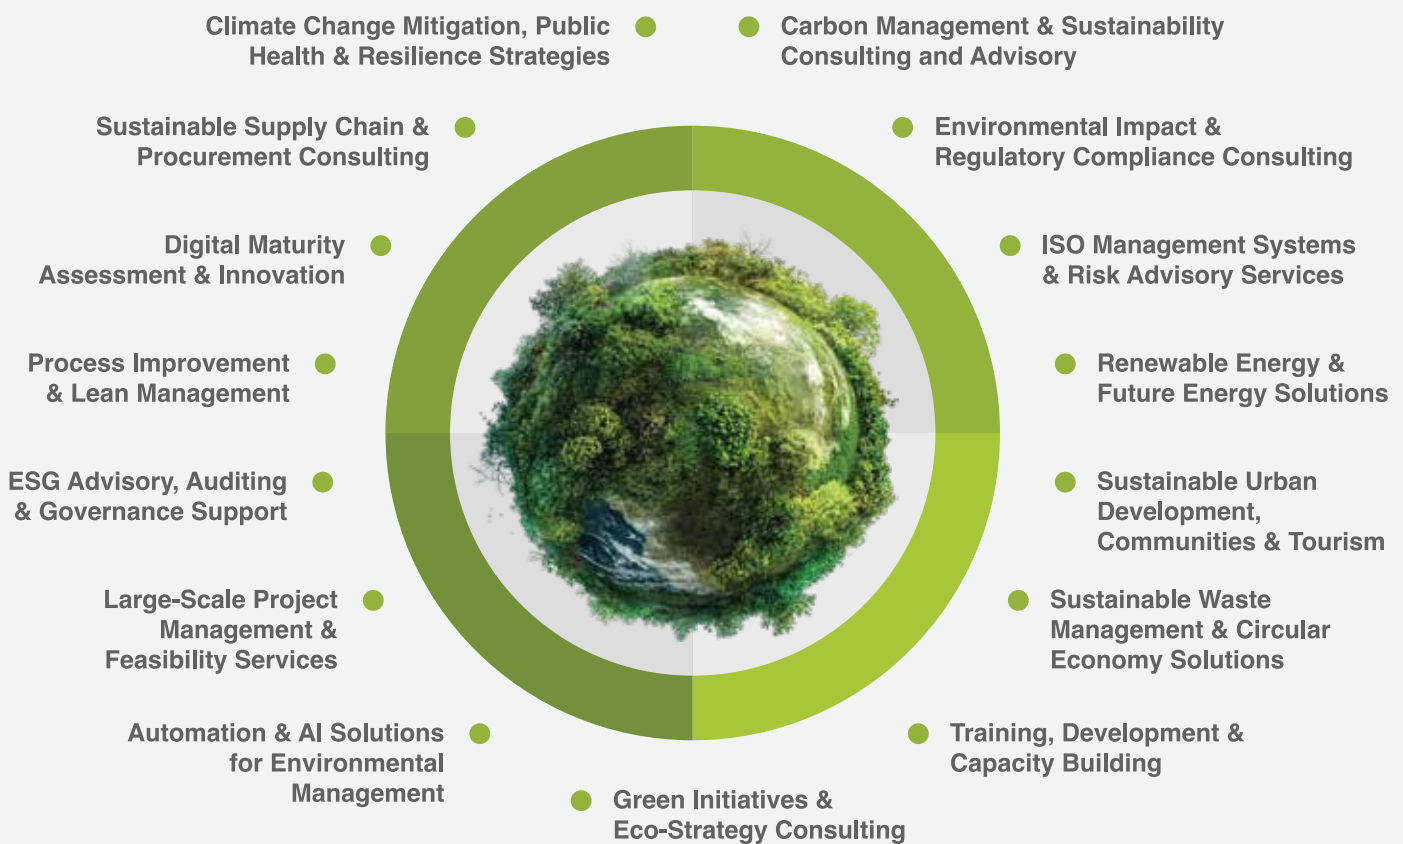 Climate Change Mitigation, Public
Health & Resilience Strategies
Carbon Management & Sustainability
Consulting and Advisory
Sustainable Supply Chain &
Procurement Consulting
Environmental Impact &
Regulatory Compliance Consulting
Digital Maturity
Assessment & Innovation
ISO Management Systems
& Risk Advisory Services
Process Improvement
& Lean Management
Renewable Energy &
Future Energy Solutions
ESG Advisory, Auditing
& Governance Support
Sustainable Urban
Development,
Communities & Tourism
Large-Scale Project
Management &
Feasibility Services
Sustainable Waste
Management & Circular
Economy Solutions
Automation & AI Solutions
for Environmental
Management
Training, Development &
Capacity Building
Green Initiatives &
Eco-Strategy Consulting